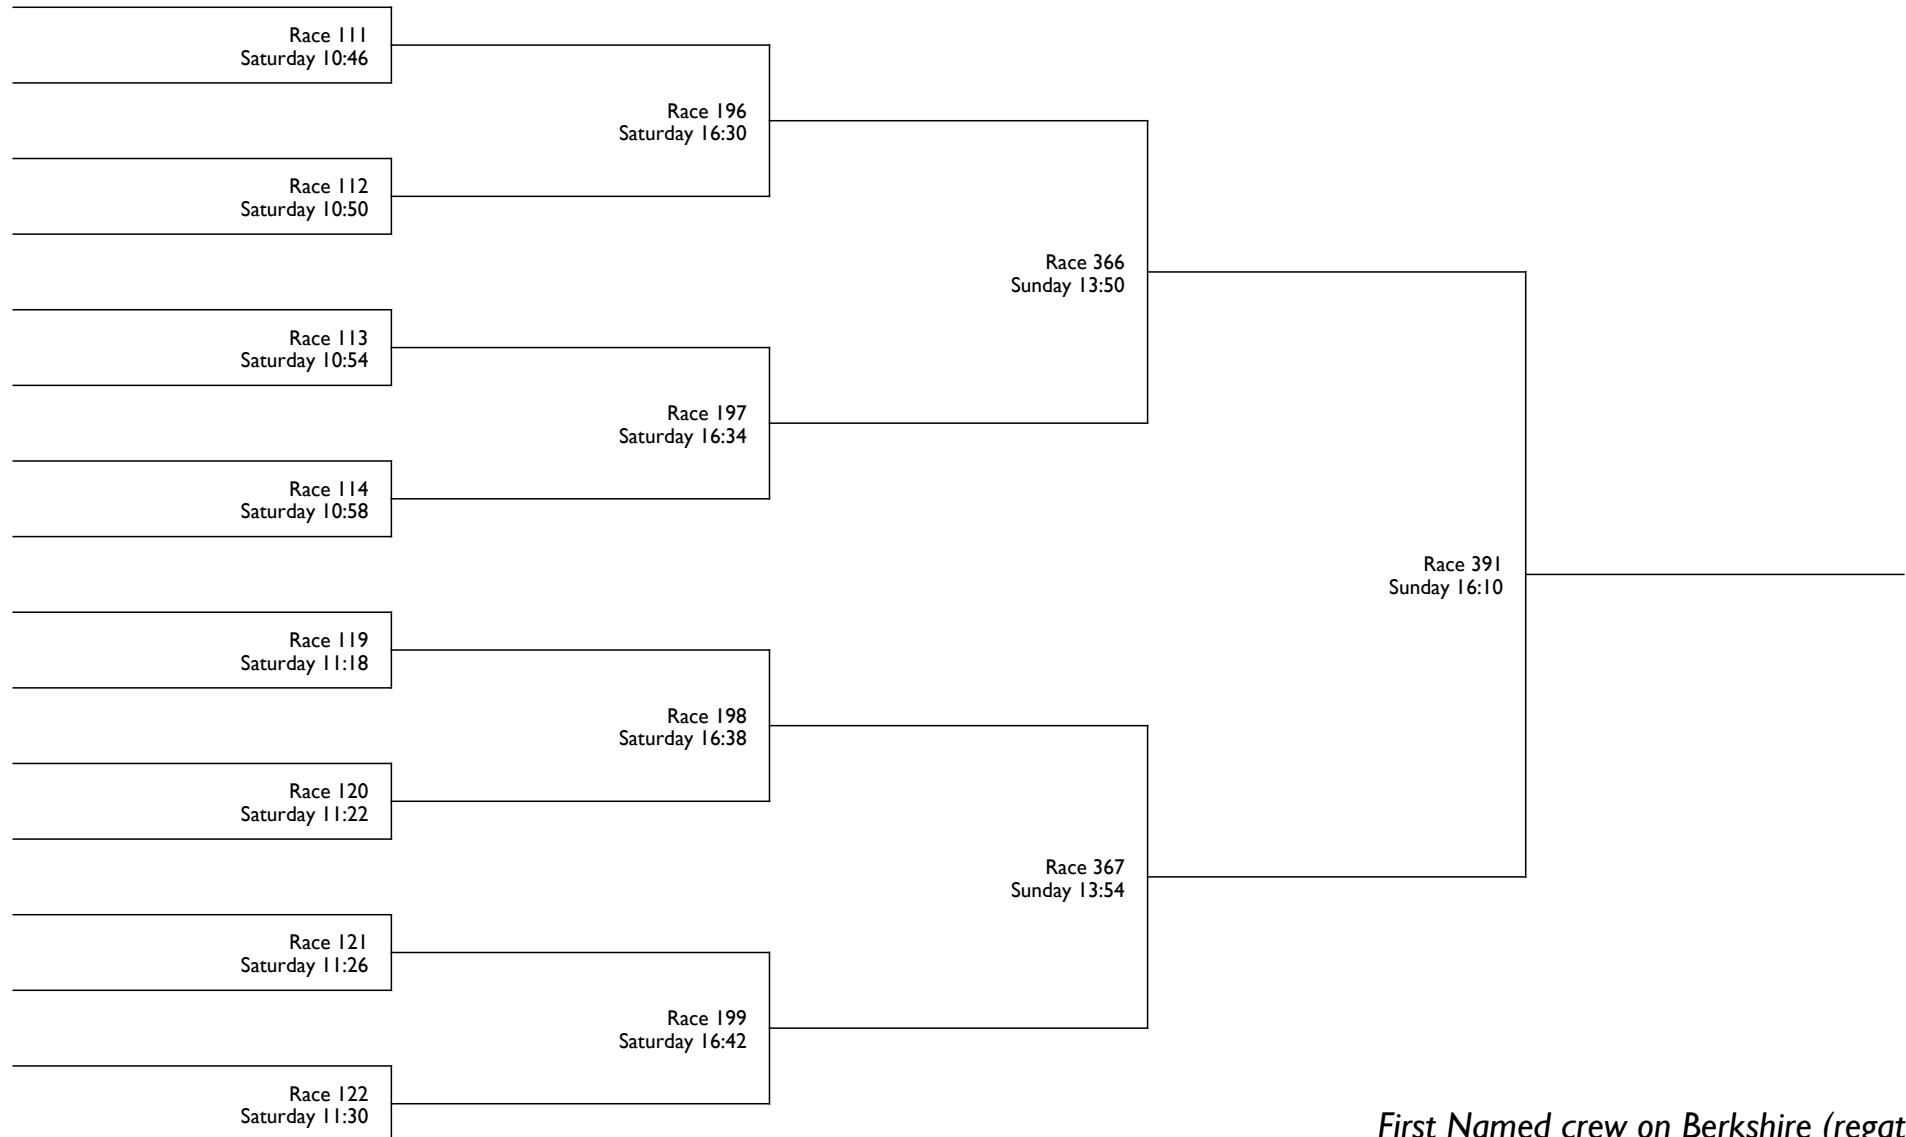 Race 111
Saturday 10:46
Race 196
Saturday 16:30
Race 112
Saturday 10:50
Race 366
Sunday 13:50
Race 113
Saturday 10:54
Race 197
Saturday 16:34
Race 114
Saturday 10:58
Race 391
Sunday 16:10
Race 119
Saturday 11:18
Race 198
Saturday 16:38
Race 120
Saturday 11:22
Race 367
Sunday 13:54
Race 121
Saturday 11:26
Race 199
Saturday 16:42
Race 122
Saturday 11:30
First Named crew on Berkshire (regat